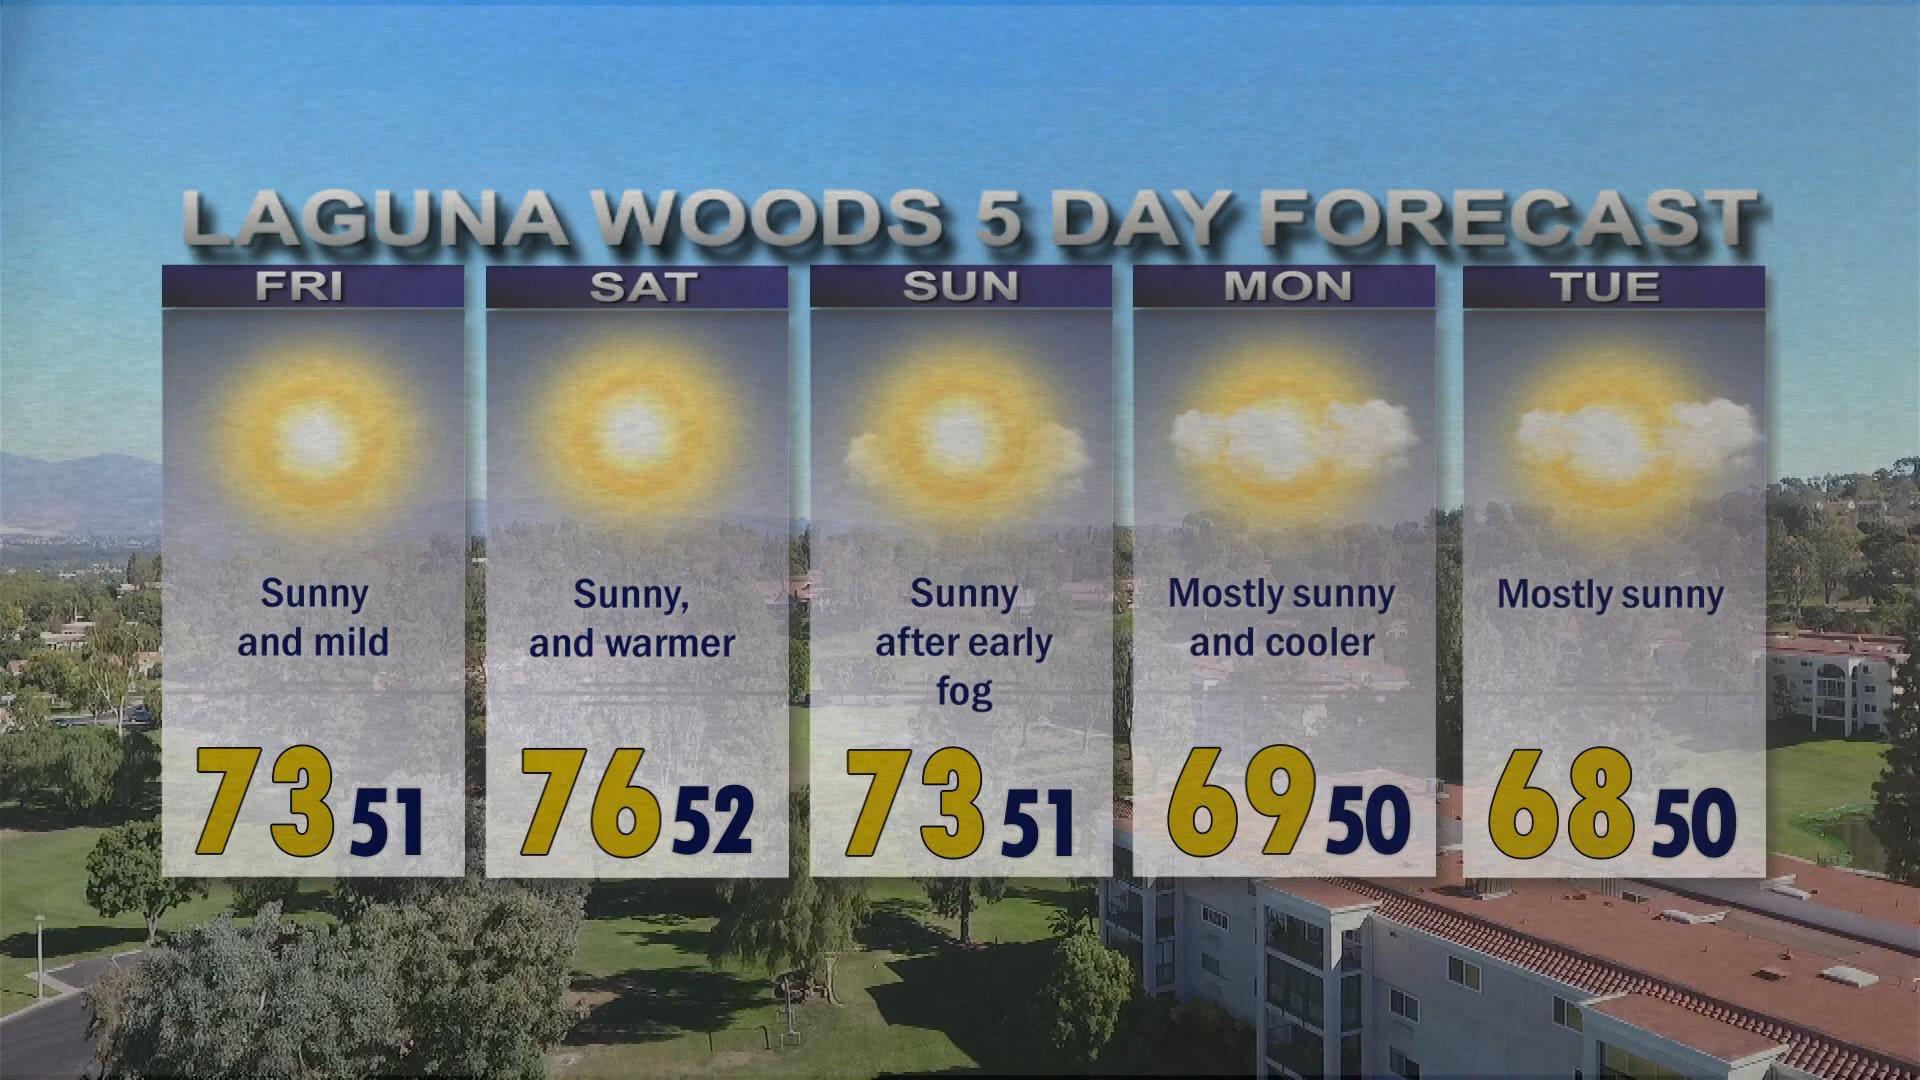 LAGUNA WOODS 5 DAY FORECAST
FRI
Sunny
and mild
73 51
SAT
Sunny,
and warmer
76 52
SUN
Sunny
after early
fog
73 51
MON
Mostly sunny
and cooler
69 50
TUE
Mostly sunny
68 50